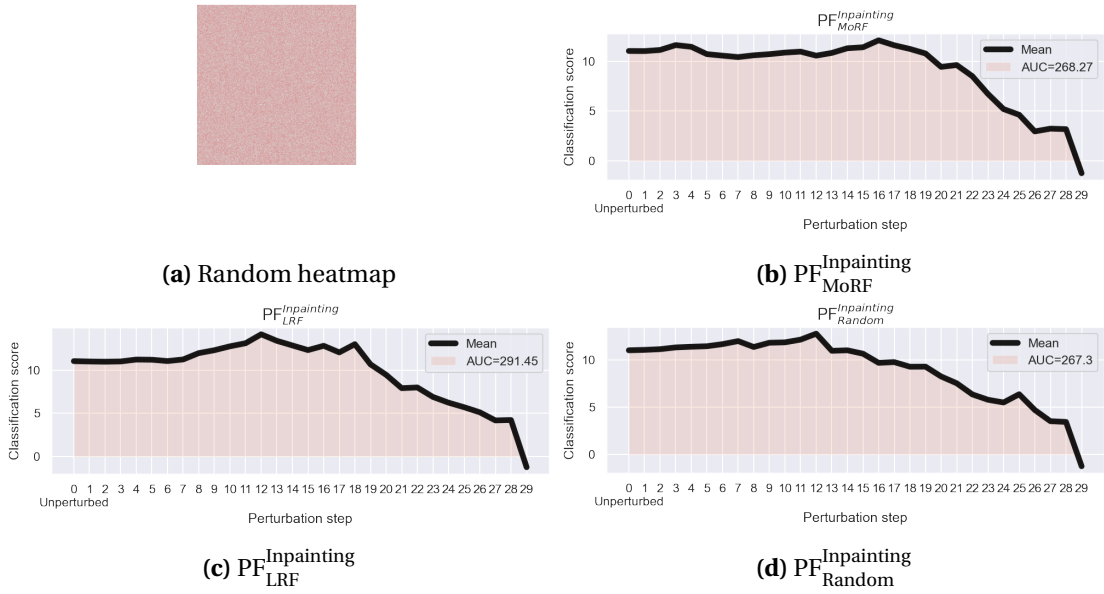 PF^{Inpainting}_{MoRF}
Classification score
10
5
0
Mean
AUC=268.27
0 1 2 3 4 5 6 7 8 9 10 11 12 13 14 15 16 17 18 19 20 21 22 23 24 25 26 27 28 29
Unperturbed
Perturbation step
(a) Random heatmap
(b) PF^{Inpainting}_{MoRF}
PF^{Inpainting}_{LRF}
Classification score
10
5
0
Mean
AUC=291.45
0 1 2 3 4 5 6 7 8 9 10 11 12 13 14 15 16 17 18 19 20 21 22 23 24 25 26 27 28 29
Unperturbed
Perturbation step
(c) PF^{Inpainting}_{LRF}
PF^{Inpainting}_{Random}
Classification score
10
5
0
Mean
AUC=267.3
0 1 2 3 4 5 6 7 8 9 10 11 12 13 14 15 16 17 18 19 20 21 22 23 24 25 26 27 28 29
Unperturbed
Perturbation step
(d) PF^{Inpainting}_{Random}